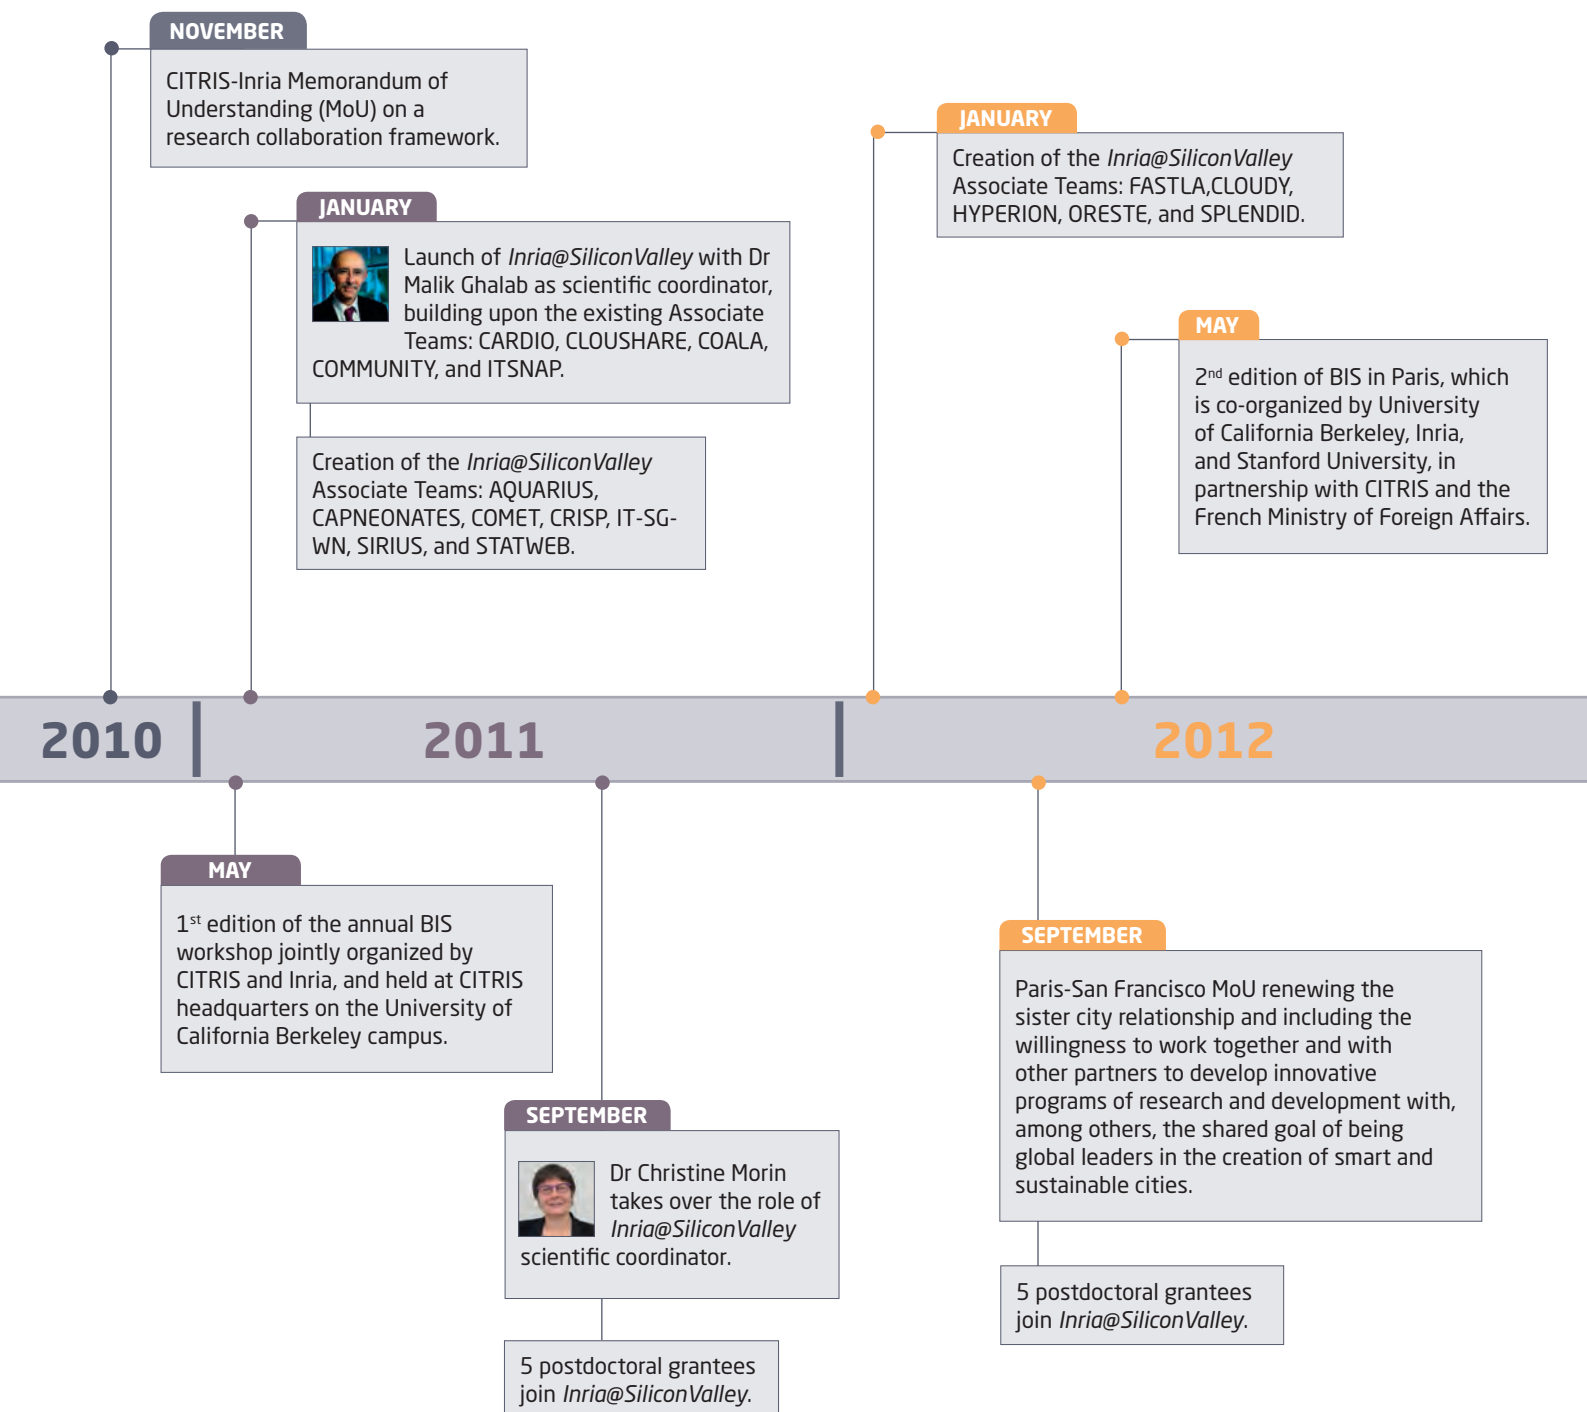 NOVEMBER
CITRIS-Inria Memorandum of
Understanding (MoU) on a
research collaboration framework.
JANUARY
Launch of Inria@SiliconValley with Dr
Malik Ghalab as scientific coordinator,
building upon the existing Associate
Teams: CARDIO, CLOUSHARE, COALA,
COMMUNITY, and ITSNAP.
Creation of the Inria@SiliconValley
Associate Teams: AQUARIUS,
CAPNEONATES, COMET, CRISP, IT-SG-
WN, SIRIUS, and STATWEB.
JANUARY
Creation of the Inria@SiliconValley
Associate Teams: FASTLA,CLOUDY,
HYPERION, ORESTE, and SPLENDID.
MAY
2nd edition of BIS in Paris, which
is co-organized by University
of California Berkeley, Inria,
and Stanford University, in
partnership with CITRIS and the
French Ministry of Foreign Affairs.
2010
2011
2012
MAY
1st edition of the annual BIS
workshop jointly organized by
CITRIS and Inria, and held at CITRIS
headquarters on the University of
California Berkeley campus.
SEPTEMBER
Dr Christine Morin
takes over the role of
Inria@SiliconValley
scientific coordinator.
5 postdoctoral grantees
join Inria@SiliconValley.
SEPTEMBER
Paris-San Francisco MoU renewing the
sister city relationship and including the
willingness to work together and with
other partners to develop innovative
programs of research and development with,
among others, the shared goal of being
global leaders in the creation of smart and
sustainable cities.
5 postdoctoral grantees
join Inria@SiliconValley.